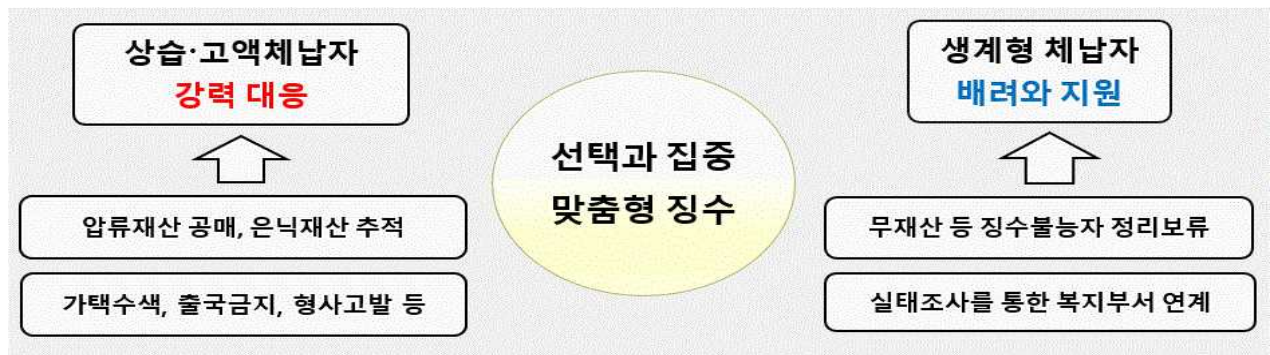 상습·고액체납자
강력 대응
압류재산 공매, 은닉재산 추적
가택수색, 출국금지, 형사고발 등
선택과 집중
맞춤형 징수
생계형 체납자
배려와 지원
무재산 등 징수불능자 정리보류
실태조사를 통한 복지부서 연계